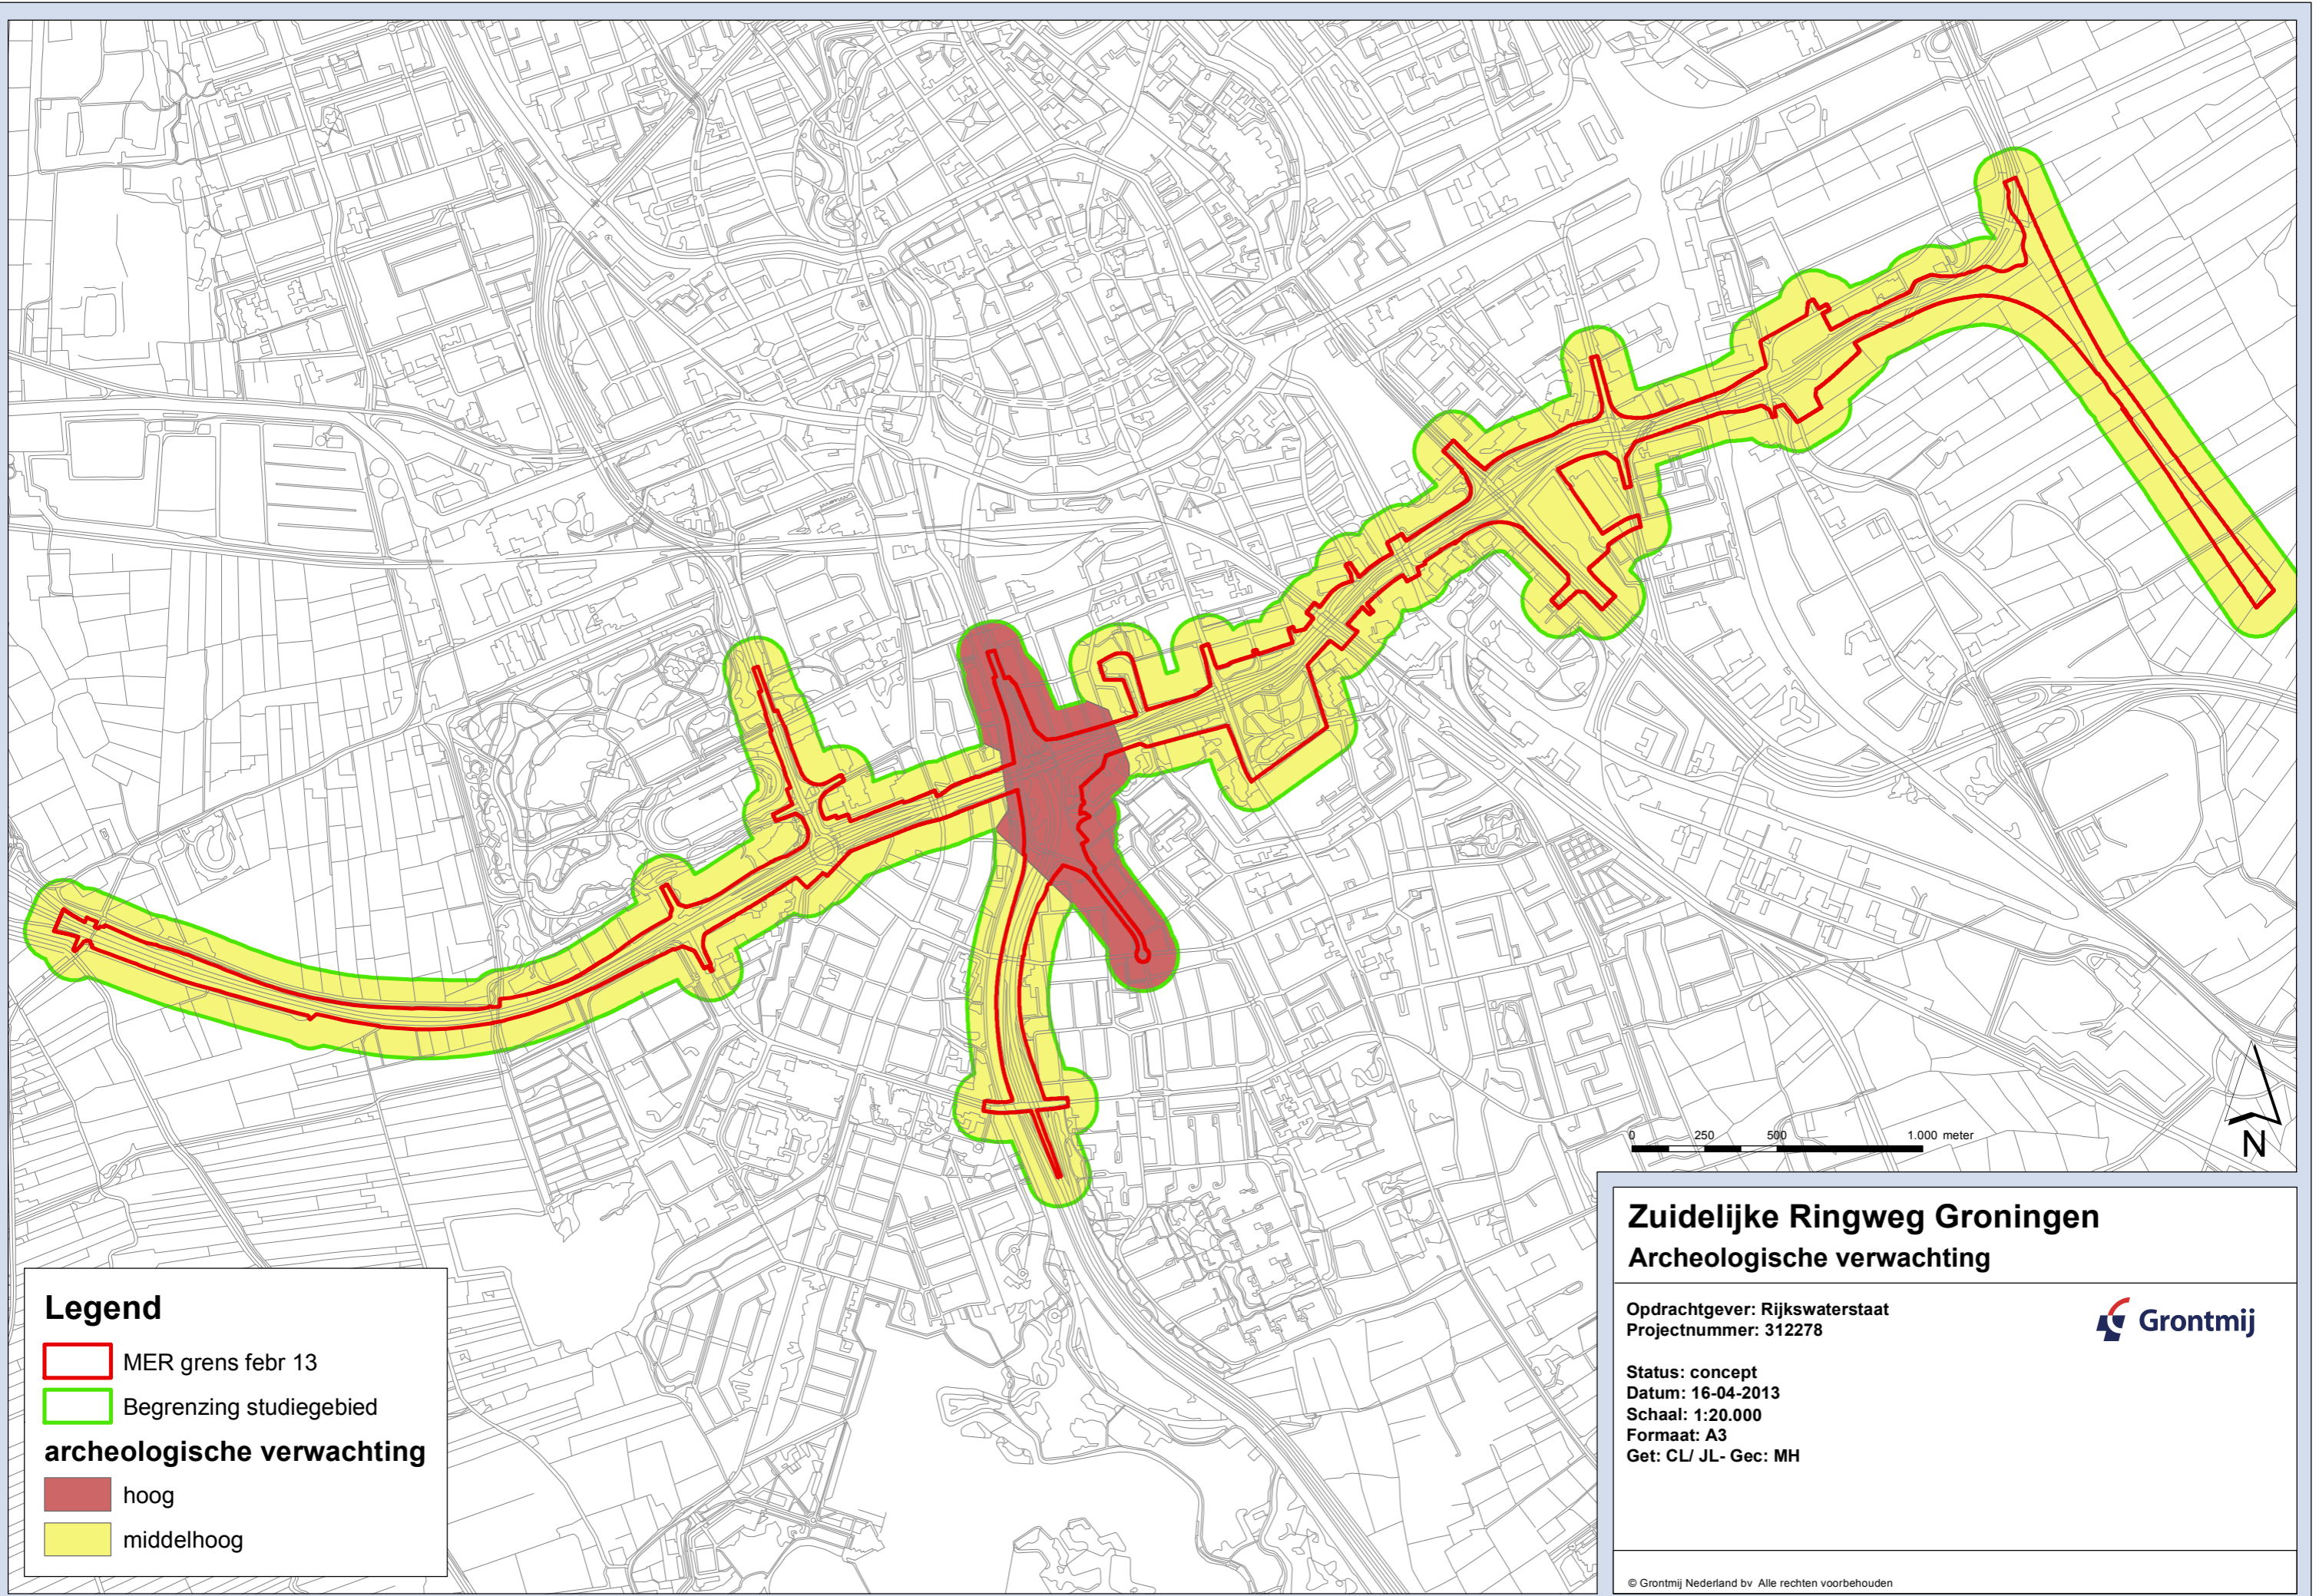 0 250 500 1.000 meter
N
Zuidelijke Ringweg Groningen
Archeologische verwachting
Opdrachtgever: Rijkswaterstaat
Projectnummer: 312278
Grontmij
Status: concept
Datum: 16-04-2013
Schaal: 1:20.000
Formaat: A3
Get: CL/ JL- Gec: MH
© Grontmij Nederland bv Alle rechten voorbehouden
Legend
MER grens febr 13
Begrenzing studiegebied
archeologische verwachting
hoog
middelhoog